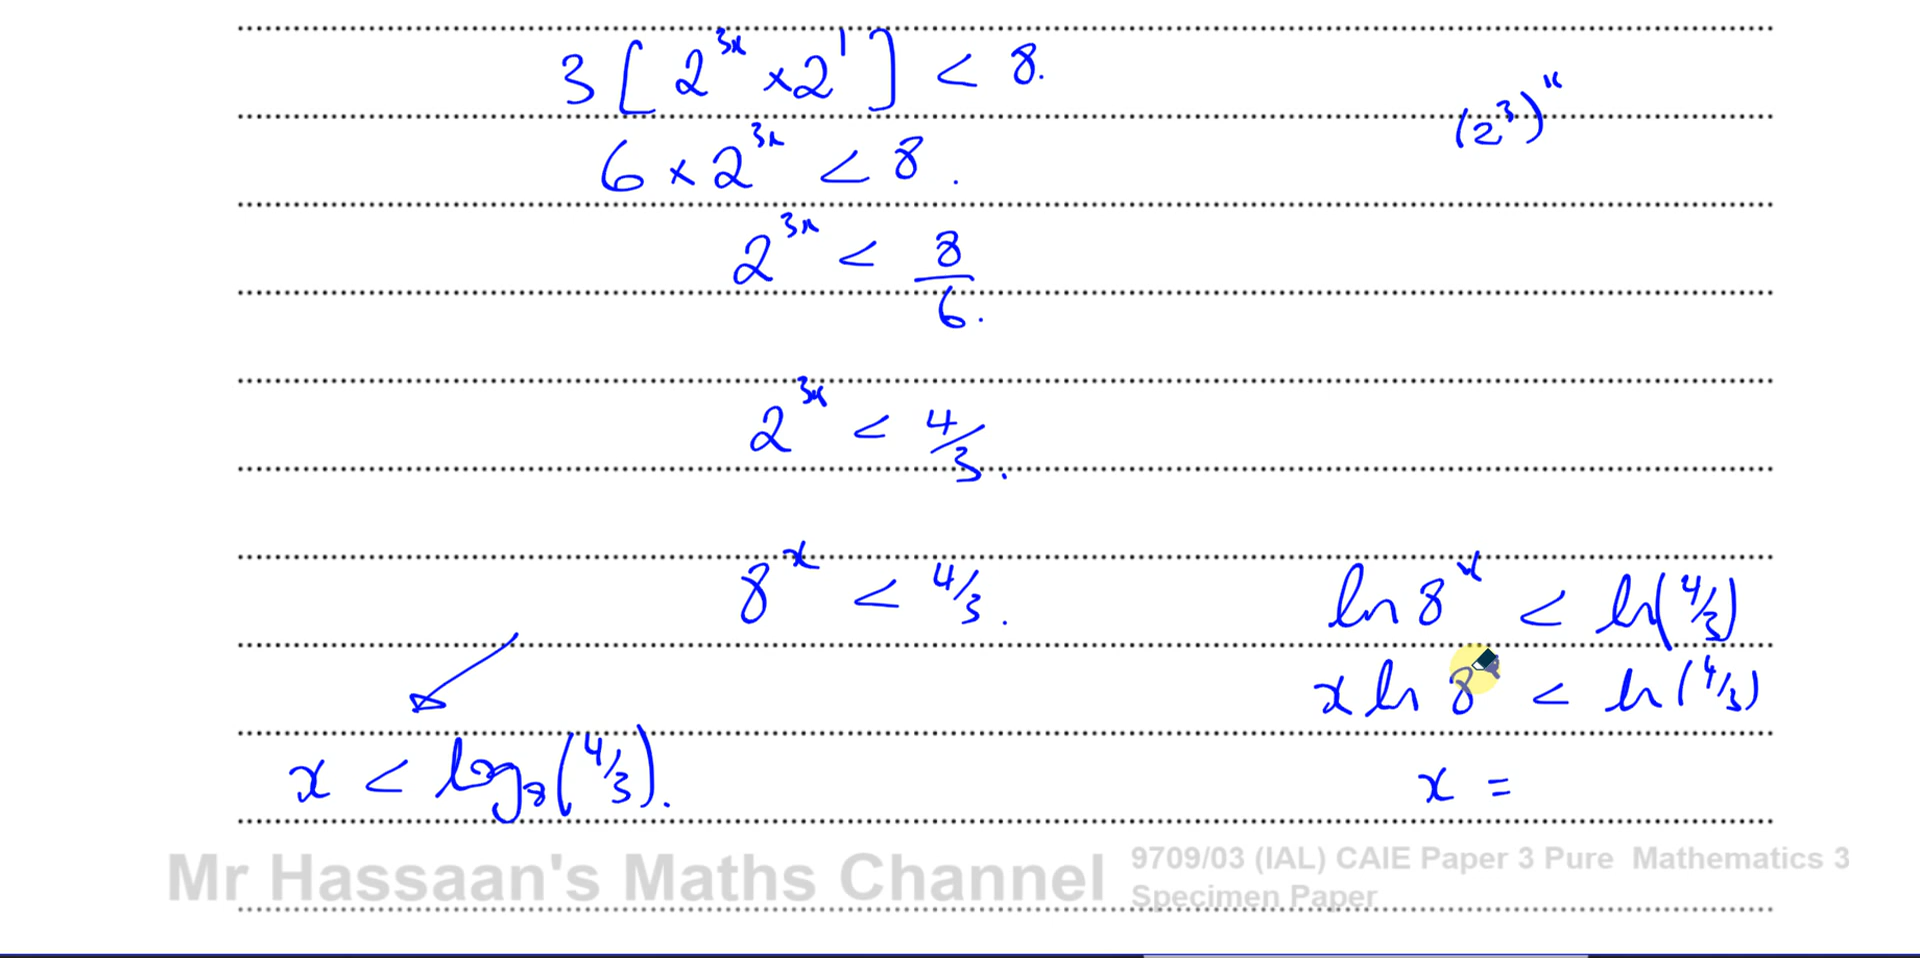 3 [ 2^{3x} × 2^1 ] < 8.
(2^3)^x
6 × 2^{3x} < 8.
2^{3x} < 8/6.
2^{3x} < 4/3.
8^x < 4/3.
ln 8^x < ln(4/3)
x ln 8 < ln(4/3)
x < log_8(4/3).
x =
Mr Hassaan's Maths Channel
9709/03 (IAL) CAIE Paper 3 Pure Mathematics 3
Specimen Paper